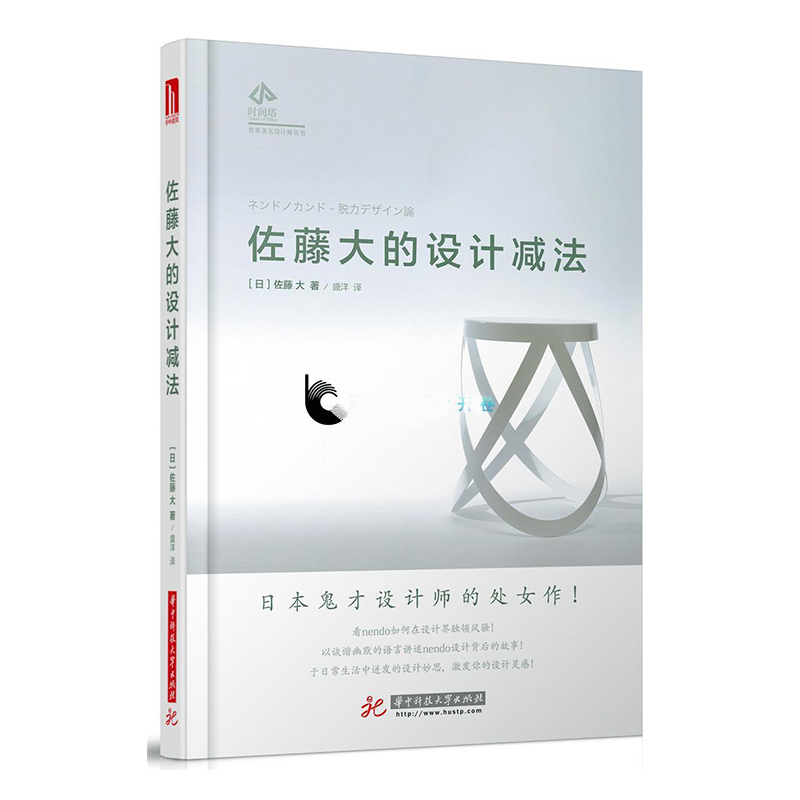 时间塔
世界著名设计师丛书
ネンドノカンド - 脱力デザイン論
佐藤大的设计减法
[日] 佐藤 大 著 / 盛洋 译
开卷
日本鬼才设计师的处女作！
看nendo如何在设计界独领风骚！
以诙谐幽默的语言讲述nendo设计背后的故事！
于日常生活中迸发的设计妙思，激发你的设计灵感！
华中科技大学出版社
http://www.hustp.com
佐藤大的设计减法
[日] 佐藤 大 著 / 盛洋 译
华中科技大学出版社